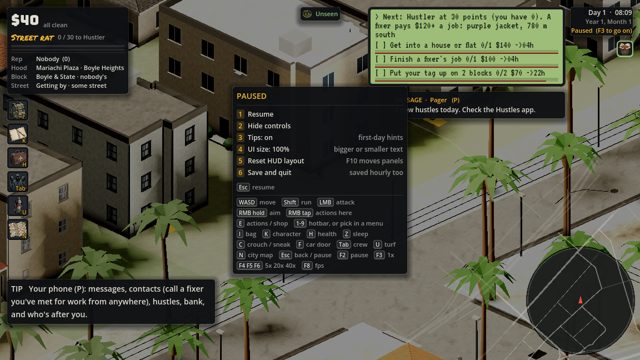 $40 all clean
STREET RAT 0 / 30 to Hustler
Rep Nobody (0)
Hood Mariachi Plaza · Boyle Heights
Block Boyle & State · nobody's
Street Getting by · some street
Unseen
> Next: Hustler at 30 points (you have 0). A
fixer pays $120+ a job: purple jacket, 780 m
south
[ ] Get into a house or flat 0/1 $140 ->04h
[ ] Finish a fixer's job 0/1 $100 ->04h
[ ] Put your tag up on 2 blocks 0/2 $70 ->22h
Day 1 · 08:09
Year 1, Month 1
Paused (F3 to go on)
SAGE · Pager (P)
ew hustles today. Check the Hustles app.
PAUSED
1 Resume
2 Hide controls
3 Tips: on first-day hints
4 UI size: 100% bigger or smaller text
5 Reset HUD layout F10 moves panels
6 Save and quit saved hourly too
Esc resume
WASD move Shift run LMB attack
RMB hold aim RMB tap actions here
E actions / shop 1-9 hotbar, or pick in a menu
I bag K character H health Z sleep
C crouch / sneak F car door Tab crew U turf
N city map Esc back / pause F2 pause F3 1x
F4 F5 F6 5x 20x 40x F8 fps
K
H
Tab
U
TIP Your phone (P): messages, contacts (call a fixer
you've met for work from anywhere), hustles, bank,
and who's after you.